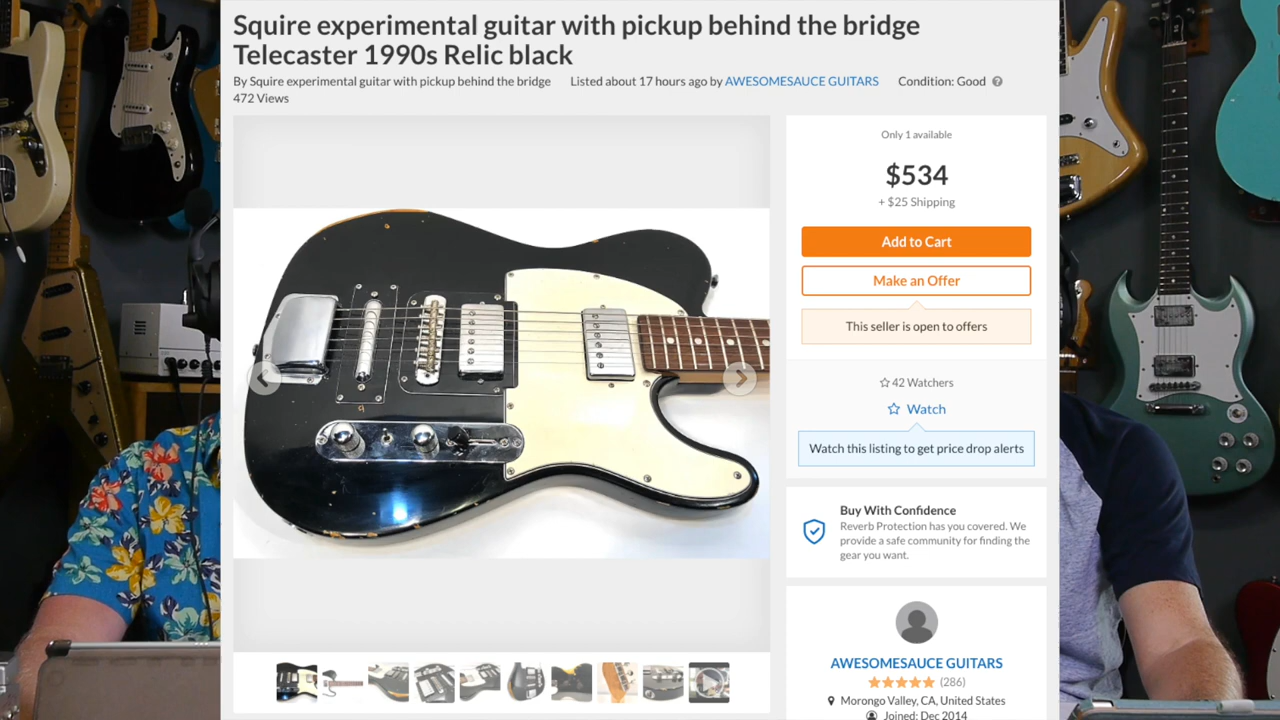 Squire experimental guitar with pickup behind the bridge
Telecaster 1990s Relic black
By Squire experimental guitar with pickup behind the bridge Listed about 17 hours ago by AWESOMESAUCE GUITARS Condition: Good
472 Views
Only 1 available
$534
+ $25 Shipping
Add to Cart
Make an Offer
This seller is open to offers
42 Watchers
Watch
Watch this listing to get price drop alerts
Buy With Confidence
Reverb Protection has you covered. We
provide a safe community for finding the
gear you want.
AWESOMESAUCE GUITARS
(286)
Morongo Valley, CA, United States
Joined: Dec 2014